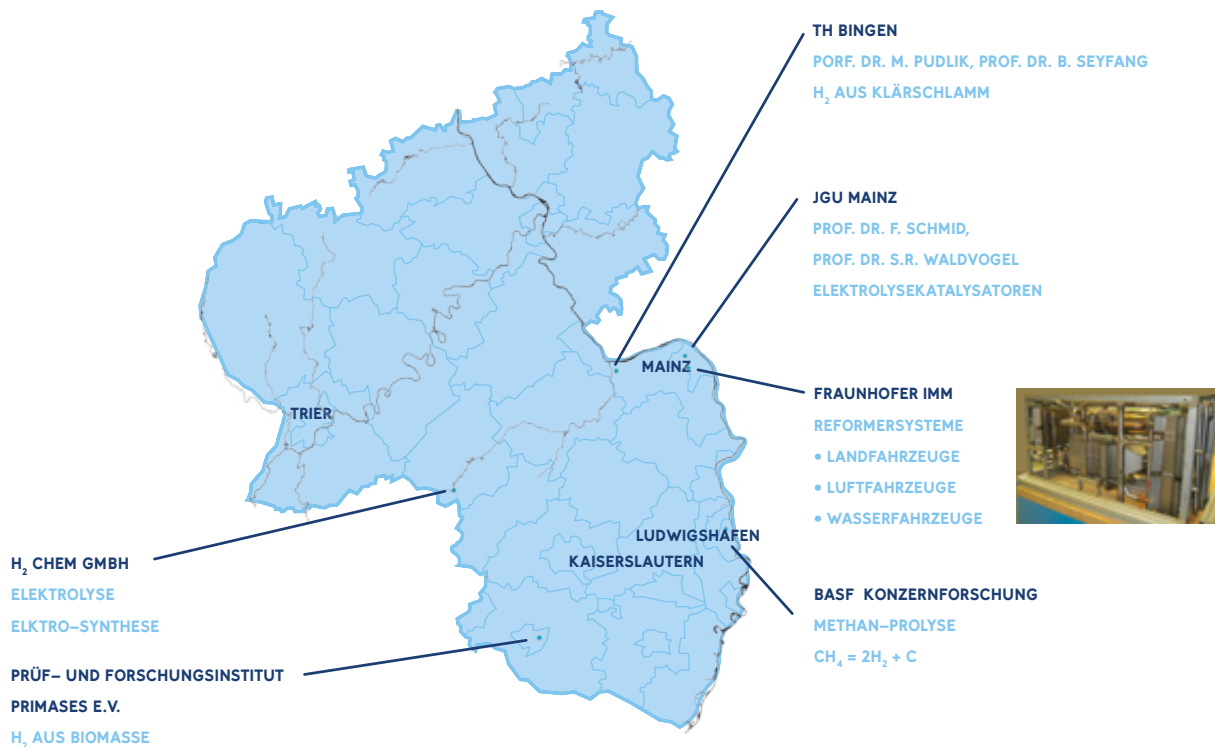 TH BINGEN
PORF. DR. M. PUDLIK, PROF. DR. B. SEYFANG
H₂ AUS KLÄRSCHLAMM
JGU MAINZ
PROF. DR. F. SCHMID,
PROF. DR. S.R. WALDVOGEL
ELEKTROLYSEKATALYSATOREN
MAINZ
FRAUNHOFER IMM
REFORMERSYSTEME
• LANDFAHRZEUGE
• LUFTFAHRZEUGE
• WASSERFAHRZEUGE
TRIER
LUDWIGSHAFEN
KAISERSLAUTERN
H₂ CHEM GMBH
ELEKTROLYSE
ELKTRO–SYNTHESE
BASF KONZERNFORSCHUNG
METHAN–PROLYSE
CH₄ = 2H₂ + C
PRÜF– UND FORSCHUNGSINSTITUT
PRIMASES E.V.
H₂ AUS BIOMASSE